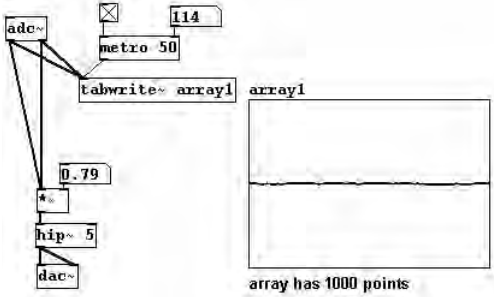 114
adc~
metro 50
tabwrite~ array1
array1
0.79
*~
hip~ 5
dac~
array has 1000 points